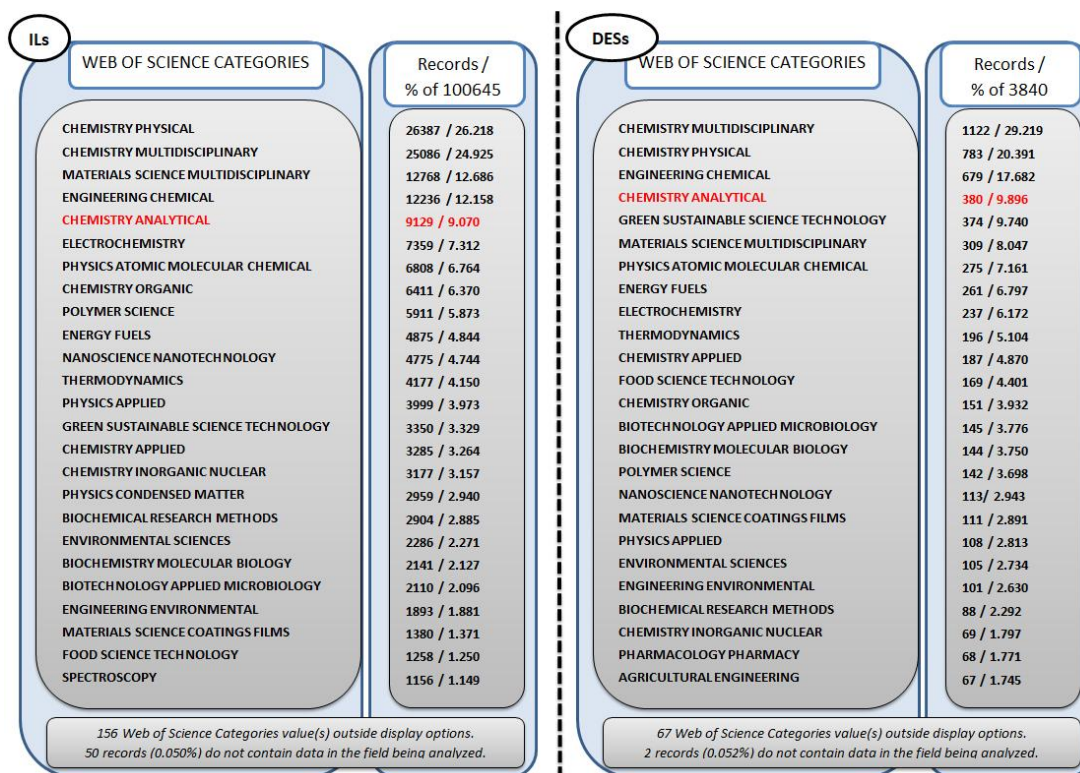 ILs
WEB OF SCIENCE CATEGORIES
Records /
% of 100645
CHEMISTRY PHYSICAL 26387 / 26.218
CHEMISTRY MULTIDISCIPLINARY 25086 / 24.925
MATERIALS SCIENCE MULTIDISCIPLINARY 12768 / 12.686
ENGINEERING CHEMICAL 12236 / 12.158
CHEMISTRY ANALYTICAL 9129 / 9.070
ELECTROCHEMISTRY 7359 / 7.312
PHYSICS ATOMIC MOLECULAR CHEMICAL 6808 / 6.764
CHEMISTRY ORGANIC 6411 / 6.370
POLYMER SCIENCE 5911 / 5.873
ENERGY FUELS 4875 / 4.844
NANOSCIENCE NANOTECHNOLOGY 4775 / 4.744
THERMODYNAMICS 4177 / 4.150
PHYSICS APPLIED 3999 / 3.973
GREEN SUSTAINABLE SCIENCE TECHNOLOGY 3350 / 3.329
CHEMISTRY APPLIED 3285 / 3.264
CHEMISTRY INORGANIC NUCLEAR 3177 / 3.157
PHYSICS CONDENSED MATTER 2959 / 2.940
BIOCHEMICAL RESEARCH METHODS 2904 / 2.885
ENVIRONMENTAL SCIENCES 2286 / 2.271
BIOCHEMISTRY MOLECULAR BIOLOGY 2141 / 2.127
BIOTECHNOLOGY APPLIED MICROBIOLOGY 2110 / 2.096
ENGINEERING ENVIRONMENTAL 1893 / 1.881
MATERIALS SCIENCE COATINGS FILMS 1380 / 1.371
FOOD SCIENCE TECHNOLOGY 1258 / 1.250
SPECTROSCOPY 1156 / 1.149
156 Web of Science Categories value(s) outside display options.
50 records (0.050%) do not contain data in the field being analyzed.
DESs
WEB OF SCIENCE CATEGORIES
Records /
% of 3840
CHEMISTRY MULTIDISCIPLINARY 1122 / 29.219
CHEMISTRY PHYSICAL 783 / 20.391
ENGINEERING CHEMICAL 679 / 17.682
CHEMISTRY ANALYTICAL 380 / 9.896
GREEN SUSTAINABLE SCIENCE TECHNOLOGY 374 / 9.740
MATERIALS SCIENCE MULTIDISCIPLINARY 309 / 8.047
PHYSICS ATOMIC MOLECULAR CHEMICAL 275 / 7.161
ENERGY FUELS 261 / 6.797
ELECTROCHEMISTRY 237 / 6.172
THERMODYNAMICS 196 / 5.104
CHEMISTRY APPLIED 187 / 4.870
FOOD SCIENCE TECHNOLOGY 169 / 4.401
CHEMISTRY ORGANIC 151 / 3.932
BIOTECHNOLOGY APPLIED MICROBIOLOGY 145 / 3.776
BIOCHEMISTRY MOLECULAR BIOLOGY 144 / 3.750
POLYMER SCIENCE 142 / 3.698
NANOSCIENCE NANOTECHNOLOGY 113/ 2.943
MATERIALS SCIENCE COATINGS FILMS 111 / 2.891
PHYSICS APPLIED 108 / 2.813
ENVIRONMENTAL SCIENCES 105 / 2.734
ENGINEERING ENVIRONMENTAL 101 / 2.630
BIOCHEMICAL RESEARCH METHODS 88 / 2.292
CHEMISTRY INORGANIC NUCLEAR 69 / 1.797
PHARMACOLOGY PHARMACY 68 / 1.771
AGRICULTURAL ENGINEERING 67 / 1.745
67 Web of Science Categories value(s) outside display options.
2 records (0.052%) do not contain data in the field being analyzed.